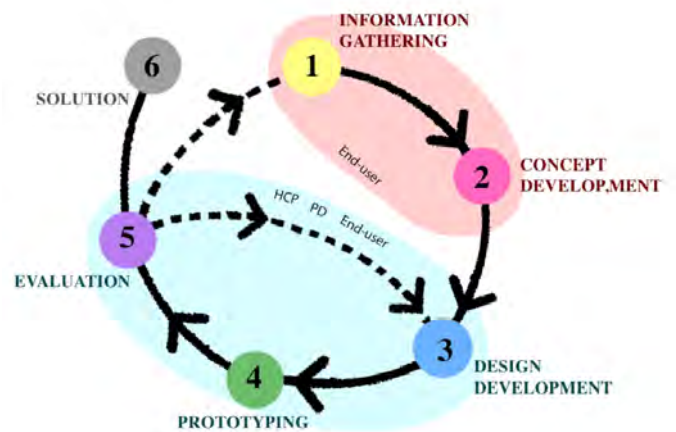 INFORMATION
GATHERING
1
6
SOLUTION
End-user
2
CONCEPT
DEVELOP,MENT
HCP PD End-user
5
EVALUATION
3
DESIGN
DEVELOPMENT
4
PROTOTYPING